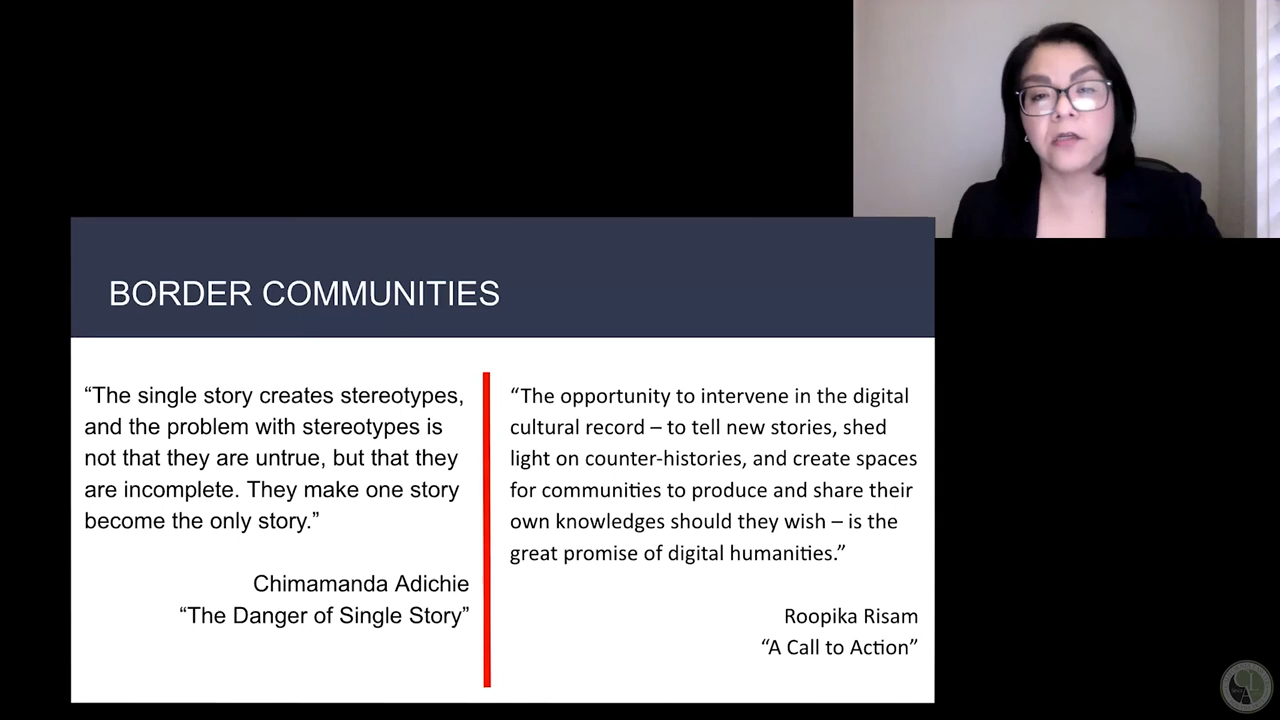 BORDER COMMUNITIES
“The single story creates stereotypes,
and the problem with stereotypes is
not that they are untrue, but that they
are incomplete. They make one story
become the only story.”
Chimamanda Adichie
“The Danger of Single Story”
“The opportunity to intervene in the digital
cultural record – to tell new stories, shed
light on counter-histories, and create spaces
for communities to produce and share their
own knowledges should they wish – is the
great promise of digital humanities.”
Roopika Risam
“A Call to Action”